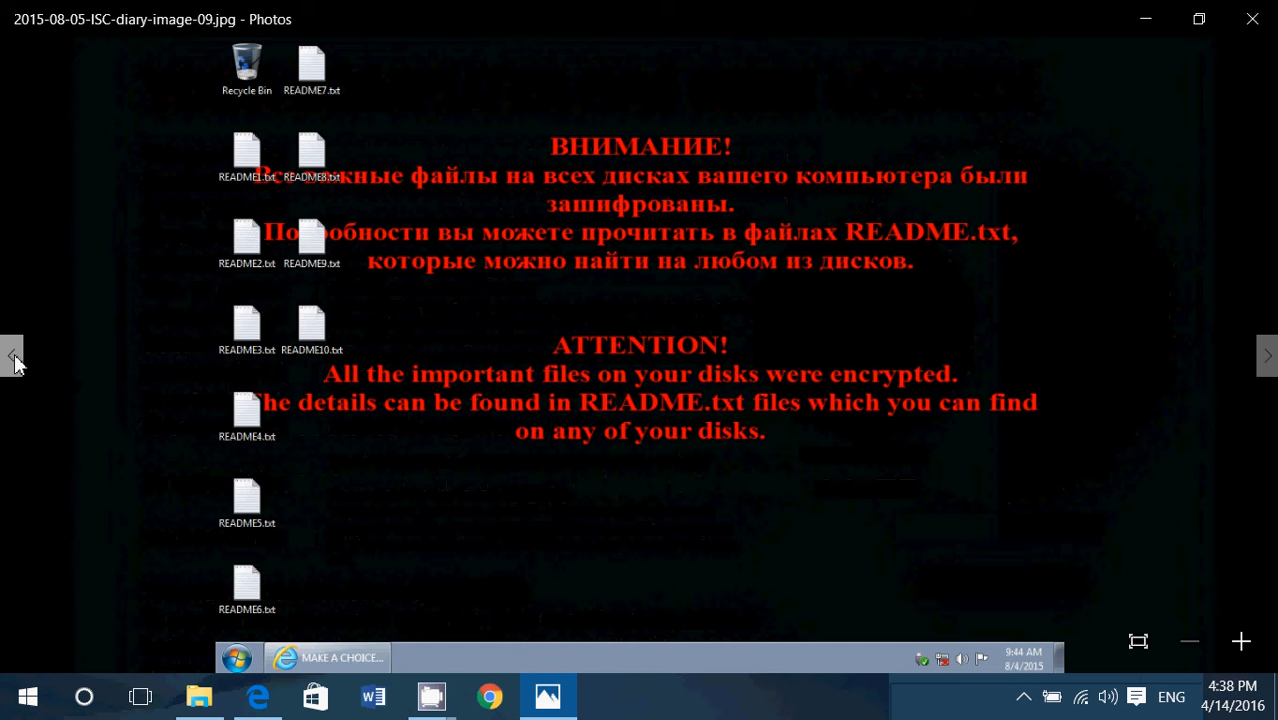 2015-08-05-ISC-diary-image-09.jpg - Photos
Recycle Bin
README7.txt
README1.txt
README8.txt
README2.txt
README9.txt
README3.txt
README10.txt
README4.txt
README5.txt
README6.txt
ВНИМАНИЕ!
файлы на всех дисках вашего компьютера были
зашифрованы.
вы можете прочитать в файлах README.txt,
которые можно найти на любом из дисков.
ATTENTION!
All the important files on your disks were encrypted.
The details can be found in README.txt files which you can find
on any of your disks.
MAKE A CHOICE...
9:44 AM
8/4/2015
ENG
4:38 PM
4/14/2016